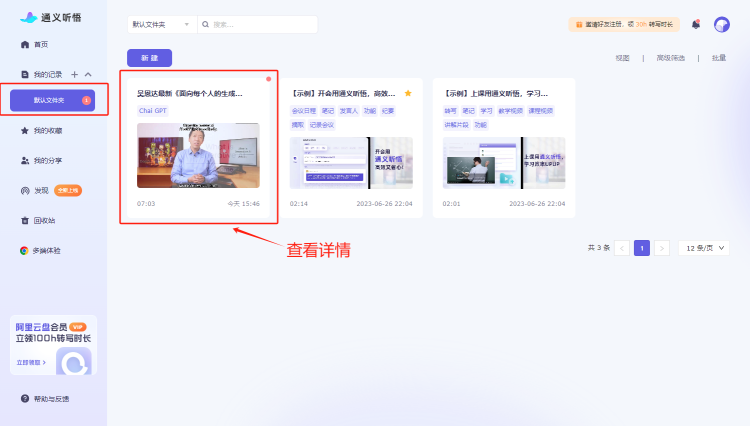 通义听悟
默认文件夹
搜索...
邀请好友注册，领 30h 转写时长
首页
新建
视图 | 高级筛选 | 批量
我的记录
默认文件夹 1
我的收藏
我的分享
发现 全新上线
回收站
多端体验
吴恩达最新《面向每个人的生成...
Chai GPT
07:03 今天 15:46
【示例】开会用通义听悟，高效...
会议日程 笔记 发言人 功能 纪要
摘取 记录会议
开会用
通义听悟
高效又省心！
02:14 2023-06-26 22:04
【示例】上课用通义听悟，学习...
转写 笔记 学习 教学视频 课程视频
讲解片段 功能
上课用通义听悟,
学习效率UPUP
02:01 2023-06-26 22:04
查看详情
共 3 条 < 1 > 12 条/页
阿里云盘会员 VIP
立领100h转写时长
立即领取 >
帮助与反馈